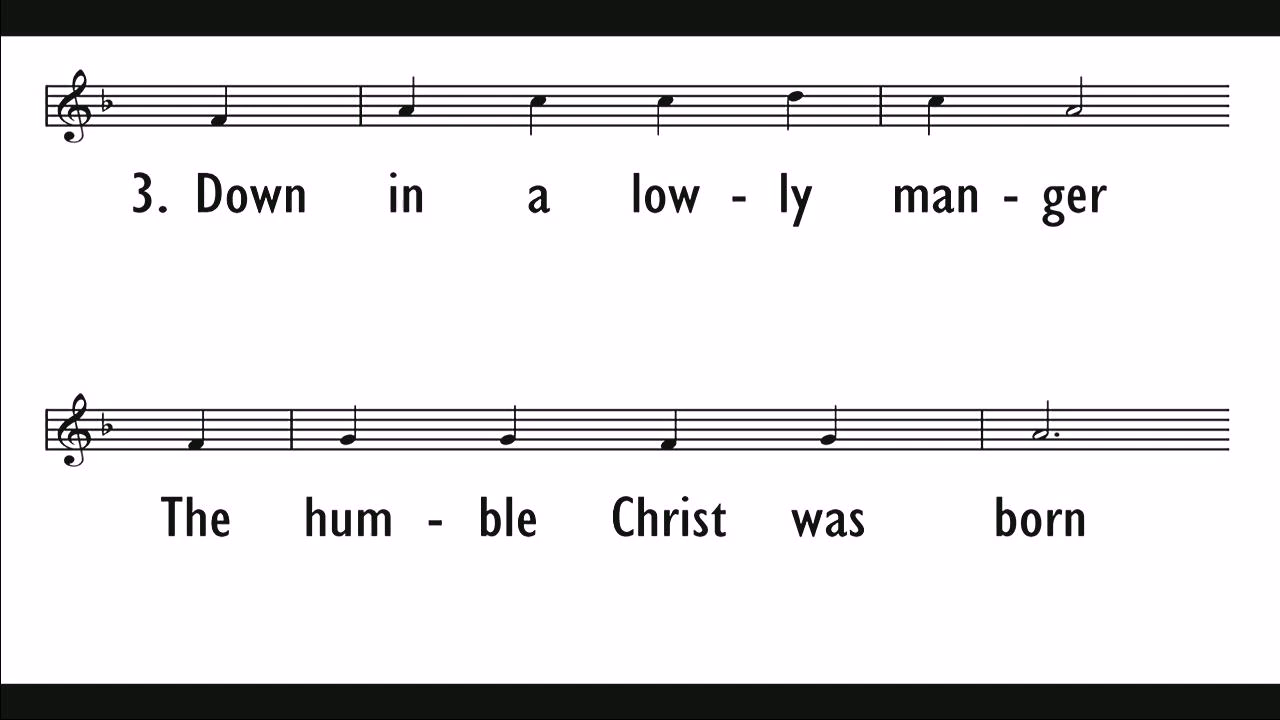 3. Down in a low - ly man - ger
The hum - ble Christ was born